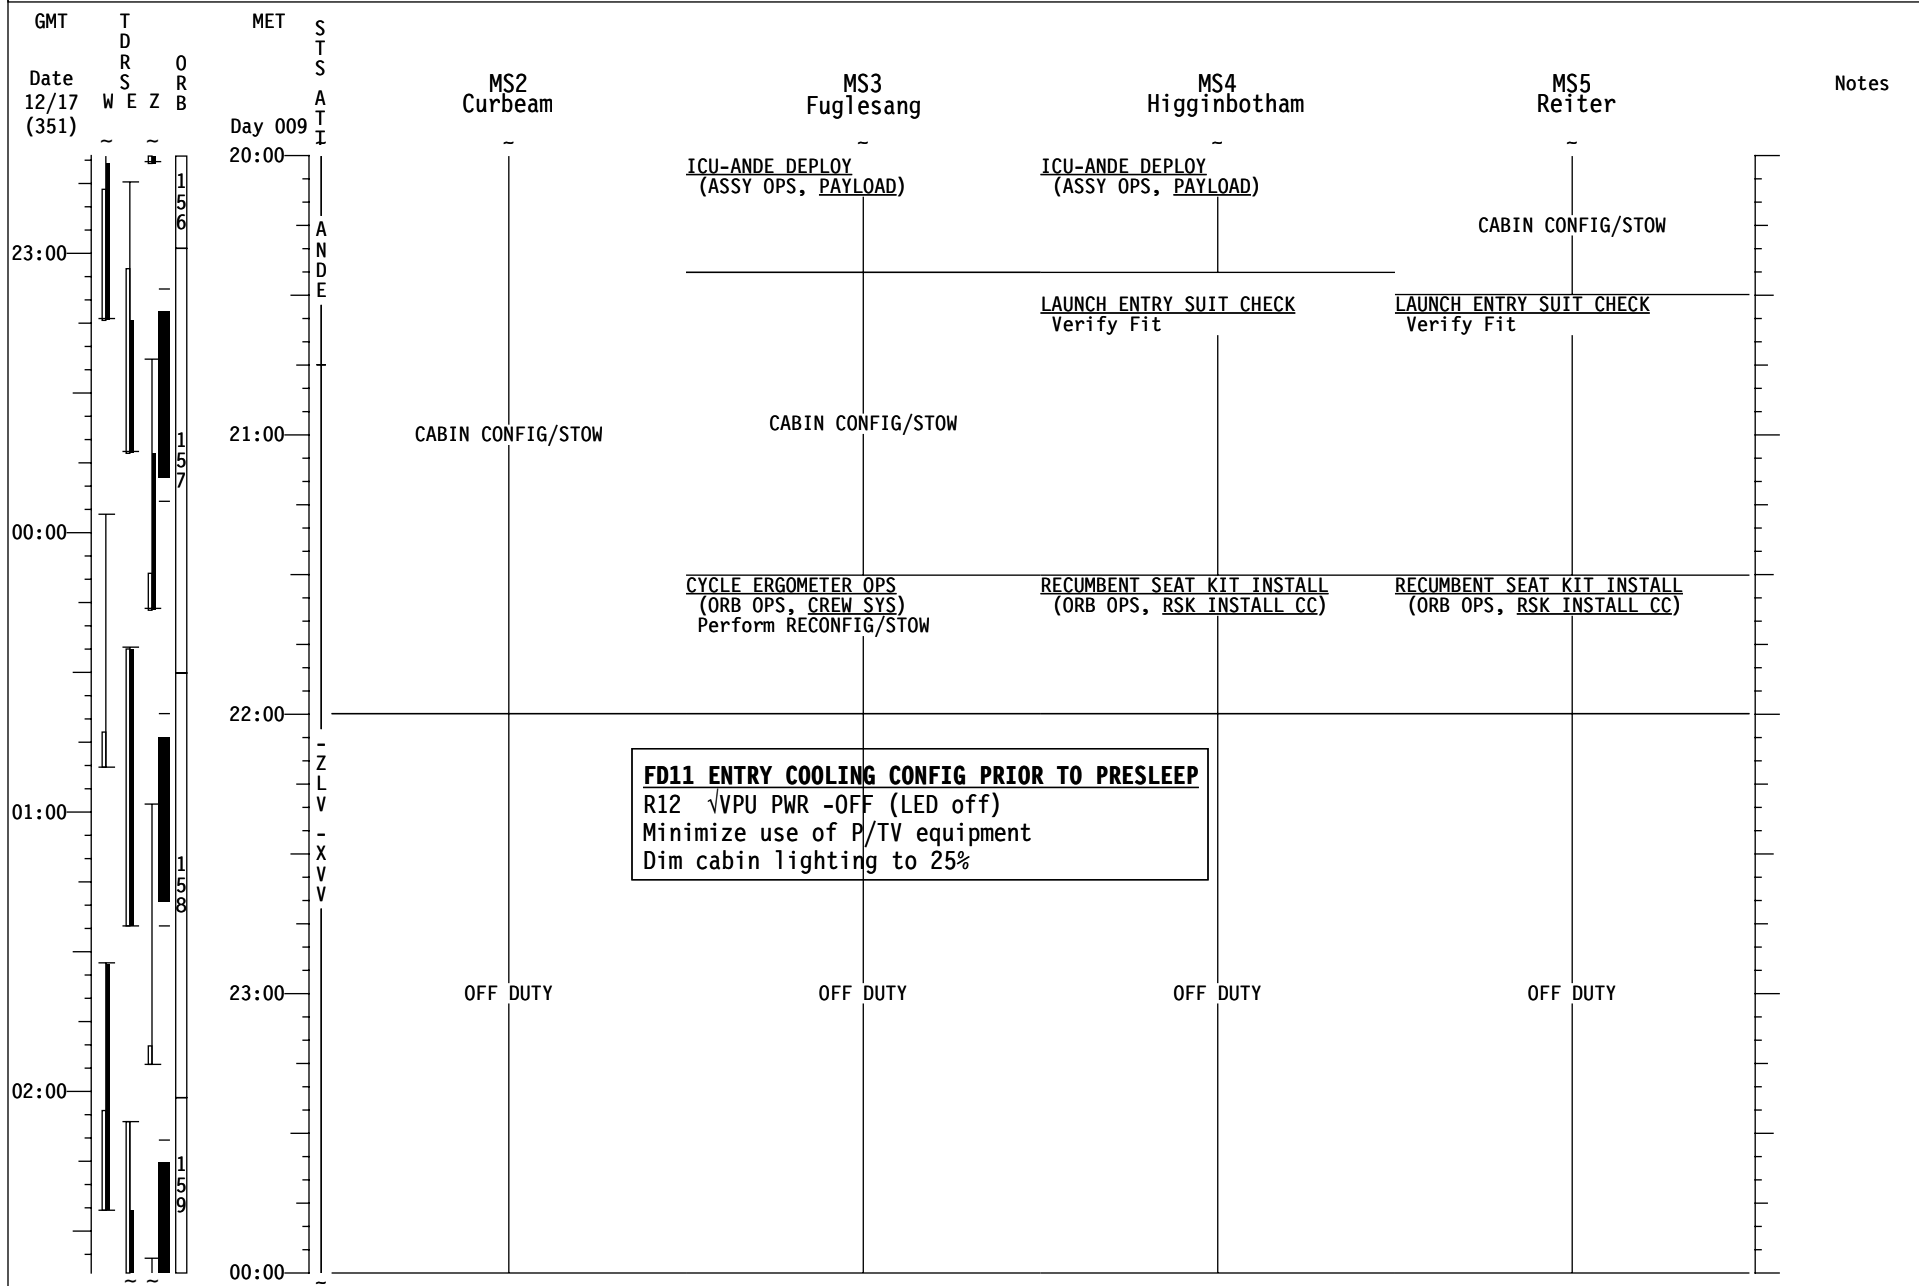 GMT
TDRS
MET
STS ATT
ORB
Date
12/17
(351)
W E Z
Day 009
MS2
Curbeam
MS3
Fuglesang
MS4
Higginbotham
MS5
Reiter
Notes
~ ~ ~ ~ ~ ~
20:00
ICU-ANDE DEPLOY
(ASSY OPS, PAYLOAD)
ICU-ANDE DEPLOY
(ASSY OPS, PAYLOAD)
156
CABIN CONFIG/STOW
ANDE
23:00
LAUNCH ENTRY SUIT CHECK
Verify Fit
LAUNCH ENTRY SUIT CHECK
Verify Fit
CABIN CONFIG/STOW
21:00
CABIN CONFIG/STOW
157
00:00
CYCLE ERGOMETER OPS
(ORB OPS, CREW SYS)
Perform RECONFIG/STOW
RECUMBENT SEAT KIT INSTALL
(ORB OPS, RSK INSTALL CC)
RECUMBENT SEAT KIT INSTALL
(ORB OPS, RSK INSTALL CC)
22:00
-ZLV -XVV
FD11 ENTRY COOLING CONFIG PRIOR TO PRESLEEP
R12 √VPU PWR -OFF (LED off)
Minimize use of P/TV equipment
Dim cabin lighting to 25%
01:00
158
23:00
OFF DUTY
OFF DUTY
OFF DUTY
OFF DUTY
02:00
159
00:00
~ ~ ~